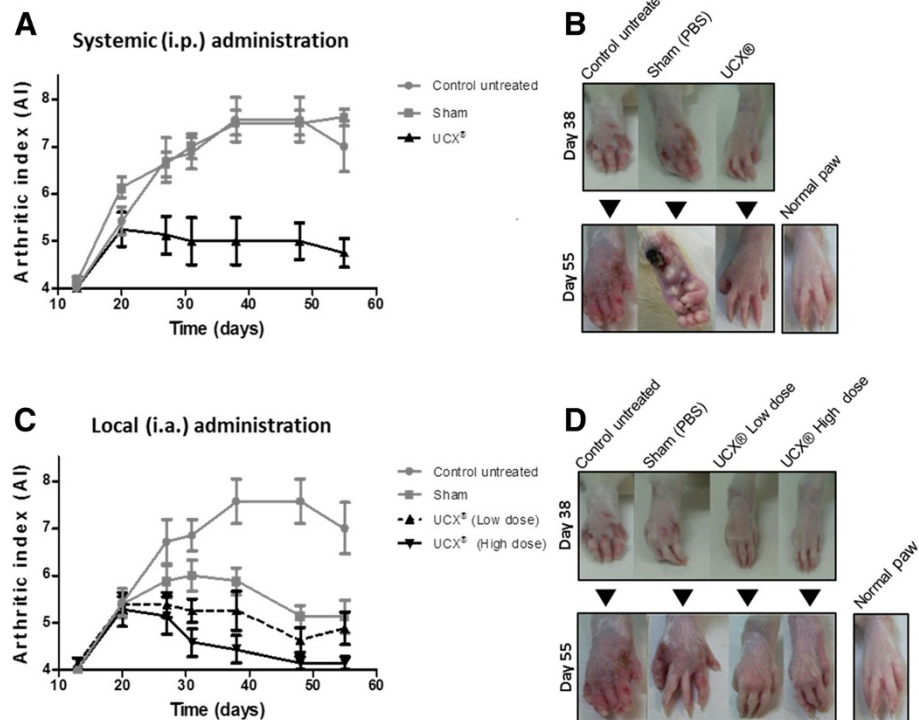 A
Systemic (i.p.) administration
Arthritic index (AI)
8
7
6
5
4
10 20 30 40 50 60
Time (days)
Control untreated
Sham
UCX®
B
Control untreate
Sham (PBS)
UCX®
Day 38
Day 55
Normal paw
C
Local (i.a.) administration
Arthritic index (AI)
8
7
6
5
4
10 20 30 40 50 60
Time (days)
Control untreated
Sham
UCX® (Low dose)
UCX® (High dose)
D
Control untreated
Sham (PBS)
UCX® Low dose
UCX® High dose
Day 38
Day 55
Normal paw